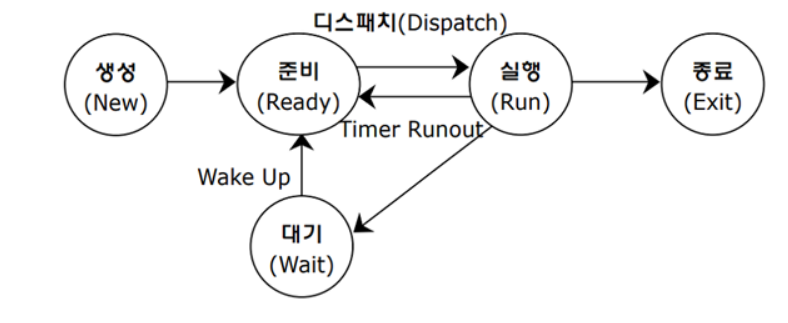 디스패치(Dispatch)
생성
(New)
준비
(Ready)
실행
(Run)
종료
(Exit)
Timer Runout
Wake Up
대기
(Wait)